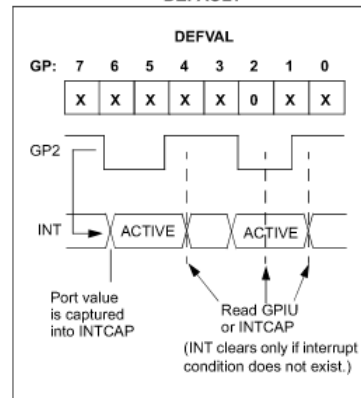 DEFVAL
GP: 7 6 5 4 3 2 1 0
X X X X X 0 X X
GP2
INT ACTIVE ACTIVE
Port value
is captured
into INTCAP
Read GPIU
or INTCAP
(INT clears only if interrupt
condition does not exist.)